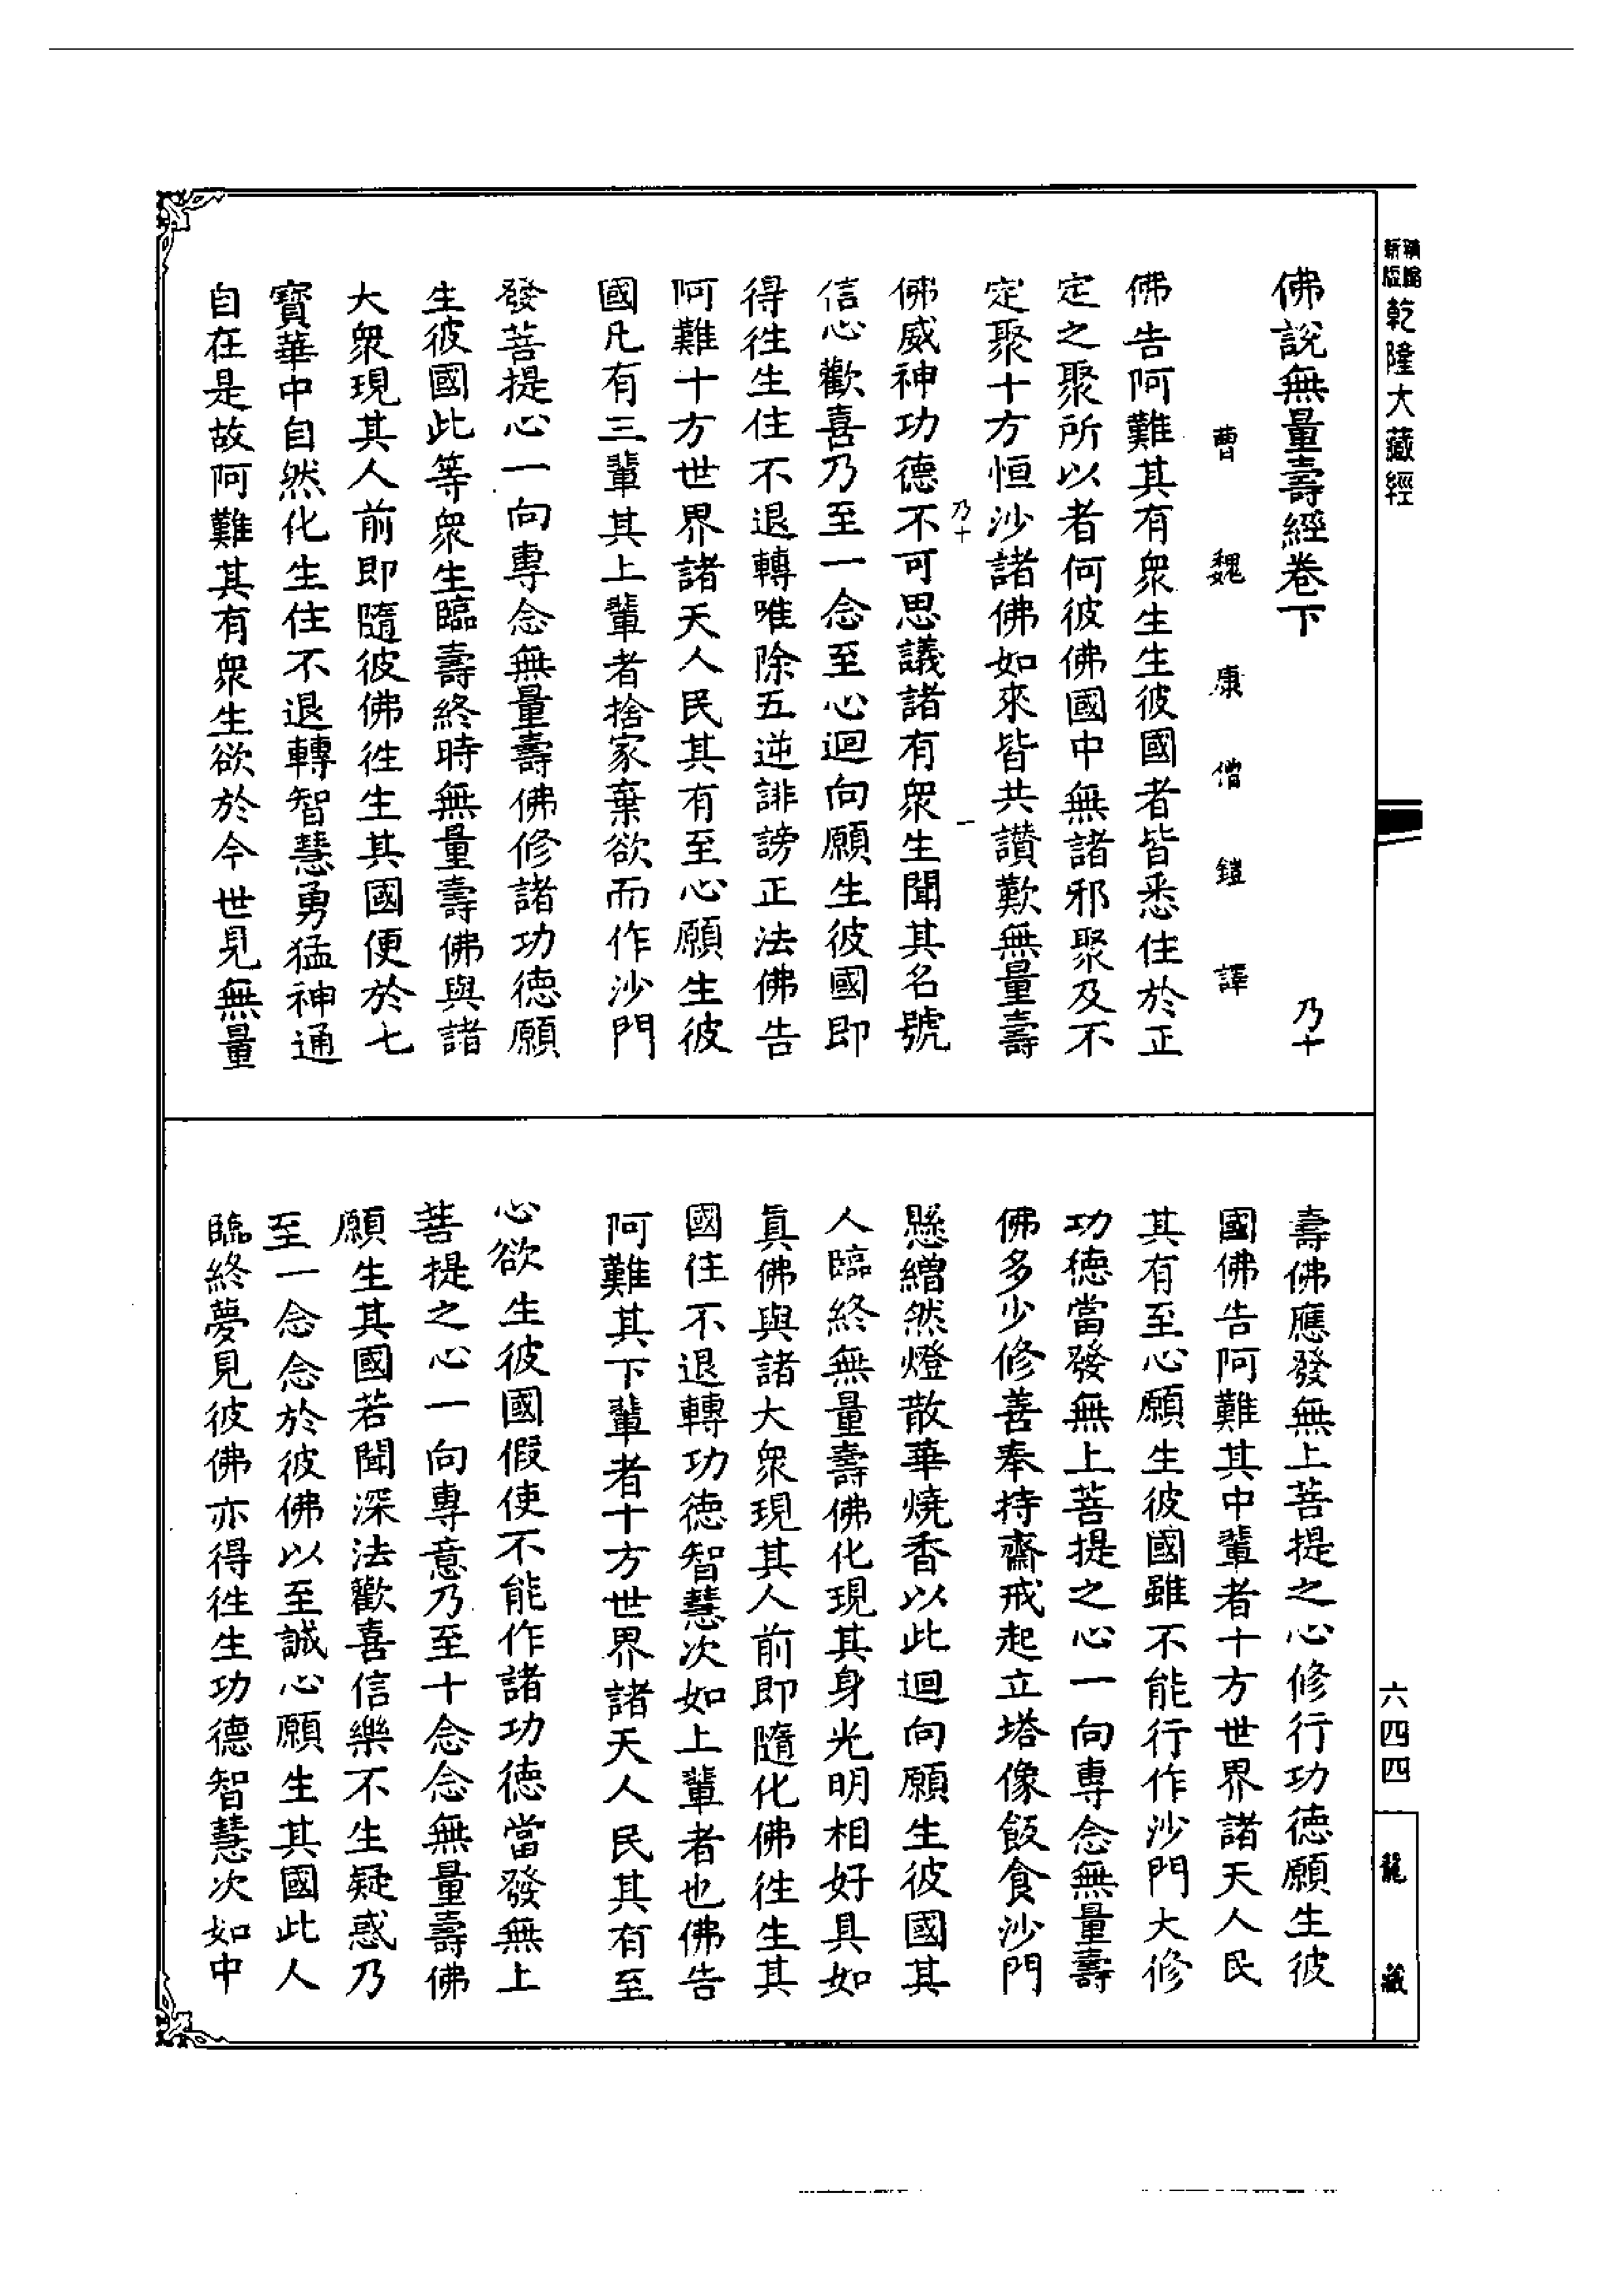 乾隆大藏經
佛說無量壽經卷下 乃十
曹魏康僧鎧譯
佛告阿難其有衆生生彼國者皆悉住於正
定之聚所以者何彼佛國中無諸邪聚及不
定聚十方恒沙諸佛如來皆共讚歎無量壽
乃十 一
佛威神功德不可思議諸有衆生聞其名號
信心歡喜乃至一念至心迴向願生彼國即
得往生住不退轉唯除五逆誹謗正法佛告
阿難十方世界諸天人民其有至心願生彼
國凡有三輩其上輩者捨家棄欲而作沙門
發菩提心一向專念無量壽佛修諸功德願
生彼國此等衆生臨壽終時無量壽佛與諸
大衆現其人前即隨彼佛往生其國便於七
寶華中自然化生住不退轉智慧勇猛神通
自在是故阿難其有衆生欲於今世見無量
壽佛應發無上菩提之心修行功德願生彼
國佛告阿難其中輩者十方世界諸天人民
其有至心願生彼國雖不能行作沙門大修
功德當發無上菩提之心一向專念無量壽
佛多少修善奉持齋戒起立塔像飯食沙門
懸繒然燈散華燒香以此迴向願生彼國其
人臨終無量壽佛化現其身光明相好具如
真佛與諸大衆現其人前即隨化佛往生其
國住不退轉功德智慧次如上輩者也佛告
阿難其下輩者十方世界諸天人民其有至
心欲生彼國假使不能作諸功德當發無上
菩提之心一向專意乃至十念念無量壽佛
願生其國若聞深法歡喜信樂不生疑惑乃
至一念念於彼佛以至誠心願生其國此人
臨終夢見彼佛亦得往生功德智慧次如中
六四四
龍藏